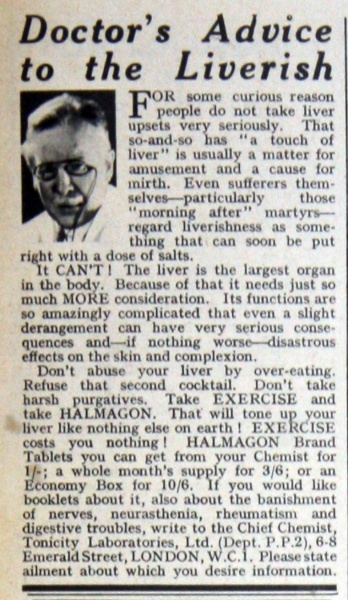 Doctor's Advice
to the Liverish
FOR some curious reason
people do not take liver
upsets very seriously. That
so-and-so has "a touch of
liver" is usually a matter for
amusement and a cause for
mirth. Even sufferers them-
selves—particularly those
"morning after" martyrs—
regard liverishness as some-
thing that can soon be put
right with a dose of salts.
It CAN'T! The liver is the largest organ
in the body. Because of that it needs just so
much MORE consideration. Its functions are
so amazingly complicated that even a slight
derangement can have very serious conse-
quences and—if nothing worse—disastrous
effects on the skin and complexion.
Don't abuse your liver by over-eating.
Refuse that second cocktail. Don't take
harsh purgatives. Take EXERCISE and
take HALMAGON. That will tone up your
liver like nothing else on earth! EXERCISE
costs you nothing! HALMAGON Brand
Tablets you can get from your Chemist for
1/-; a whole month's supply for 3/6; or an
Economy Box for 10/6. If you would like
booklets about it, also about the banishment
of nerves, neurasthenia, rheumatism and
digestive troubles, write to the Chief Chemist,
Tonicity Laboratories, Ltd. (Dept. P.P.2), 6-8
Emerald Street, LONDON, W.C.1. Please state
ailment about which you desire information.